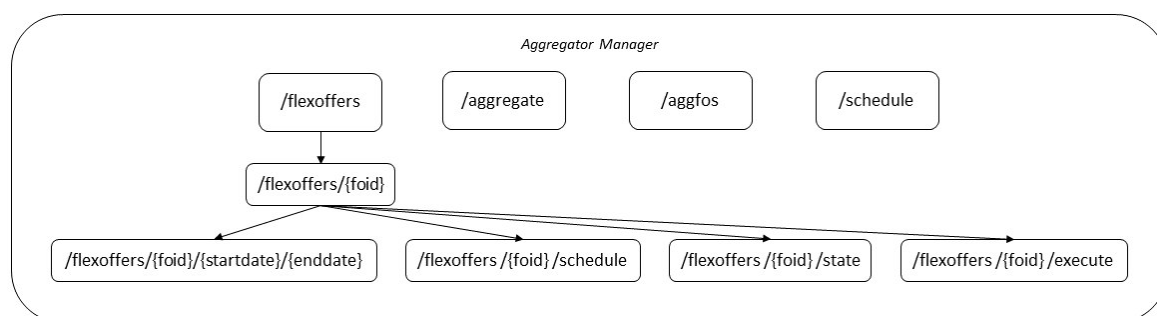 Aggregator Manager
/flexoffers
/aggregate
/aggfos
/schedule
/flexoffers/{foid}
/flexoffers/{foid}/{startdate}/{enddate}
/flexoffers /{foid} /schedule
/flexoffers /{foid} /state
/flexoffers /{foid} /execute